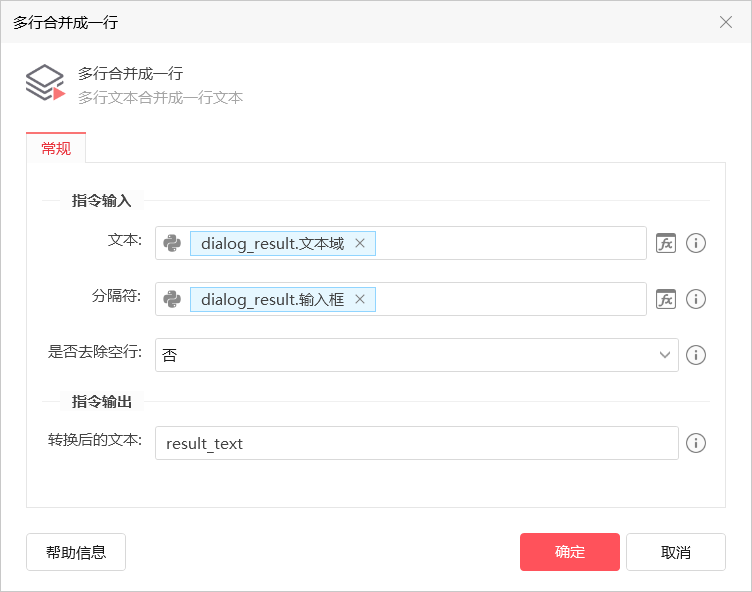 多行合并成一行
多行合并成一行
多行文本合并成一行文本
常规
指令输入
文本: dialog_result.文本域
分隔符: dialog_result.输入框
是否去除空行: 否
指令输出
转换后的文本: result_text
帮助信息 确定 取消